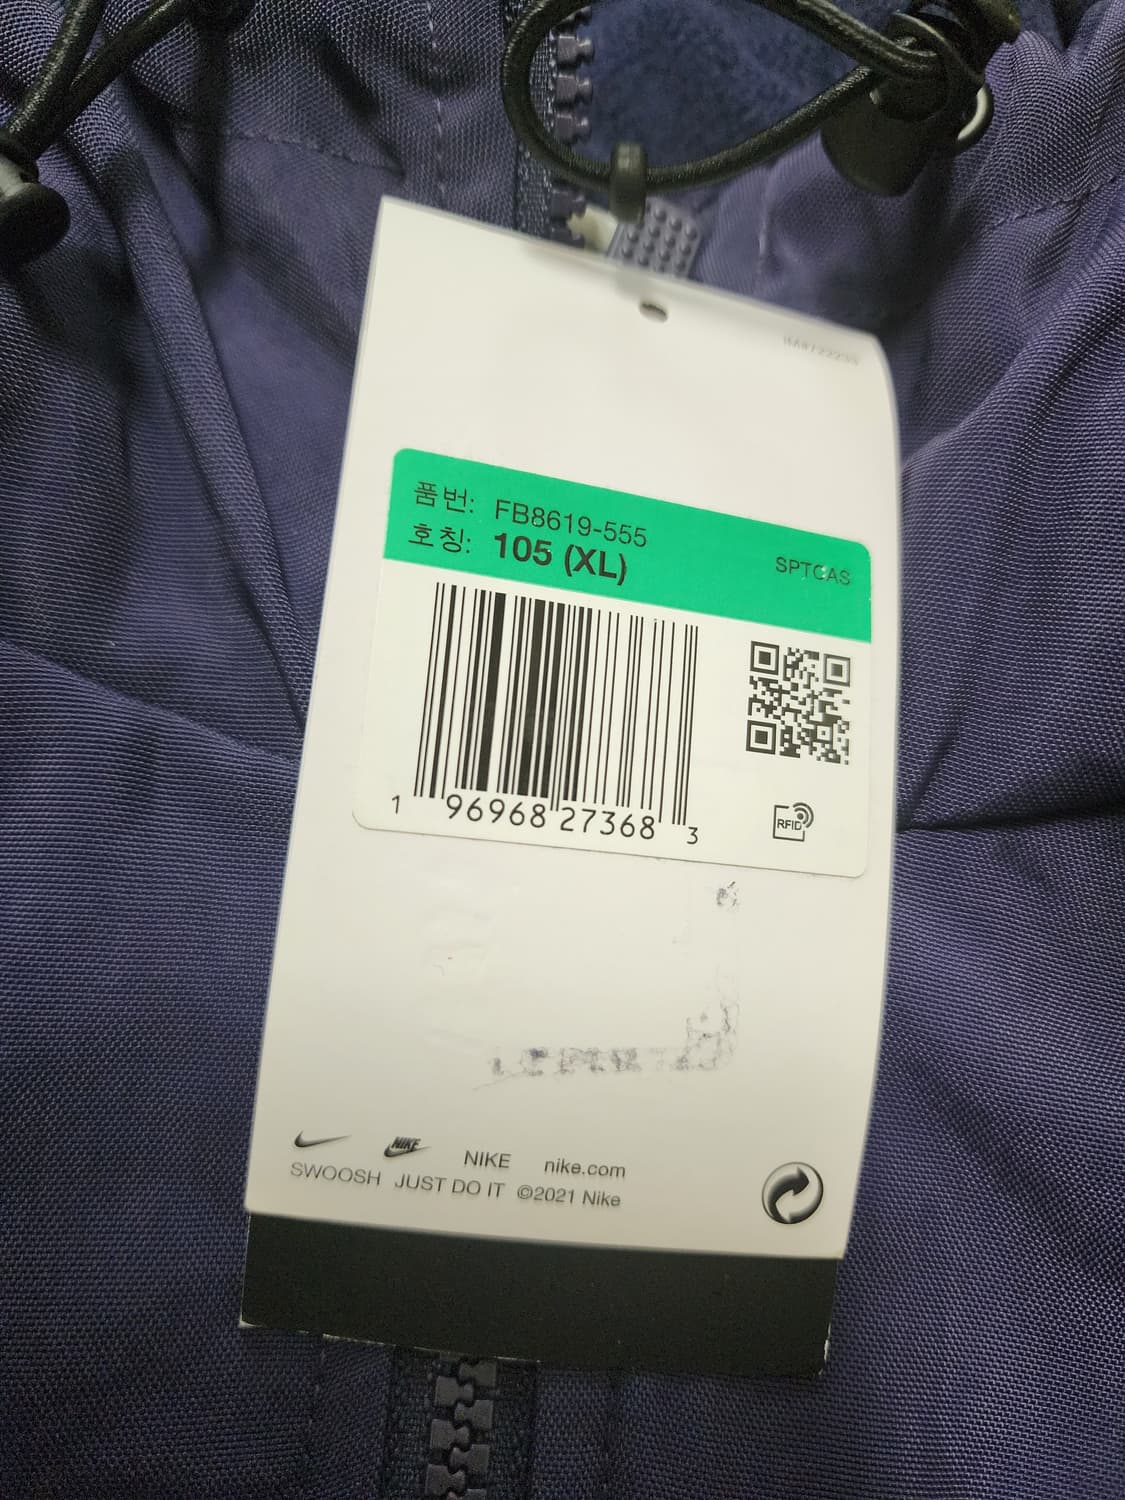 품번: FB8619-555
호칭: 105 (XL)
SPTCAS
1 96968 27368 3
RFID
NIKE NIKE nike.com
SWOOSH JUST DO IT ©2021 Nike